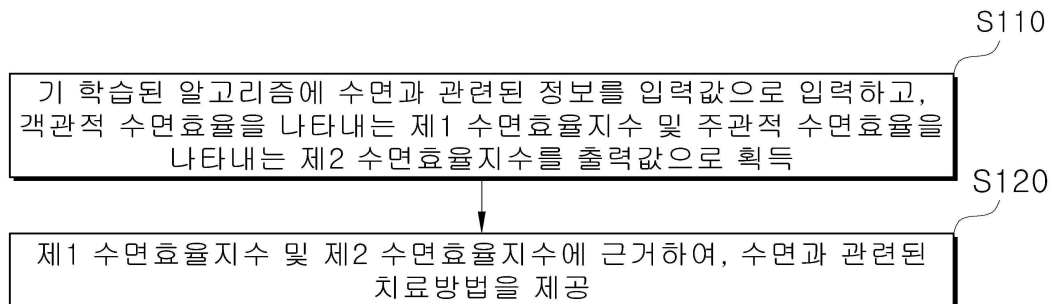 S110
기 학습된 알고리즘에 수면과 관련된 정보를 입력값으로 입력하고,
객관적 수면효율을 나타내는 제1 수면효율지수 및 주관적 수면효율을
나타내는 제2 수면효율지수를 출력값으로 획득
S120
제1 수면효율지수 및 제2 수면효율지수에 근거하여, 수면과 관련된
치료방법을 제공